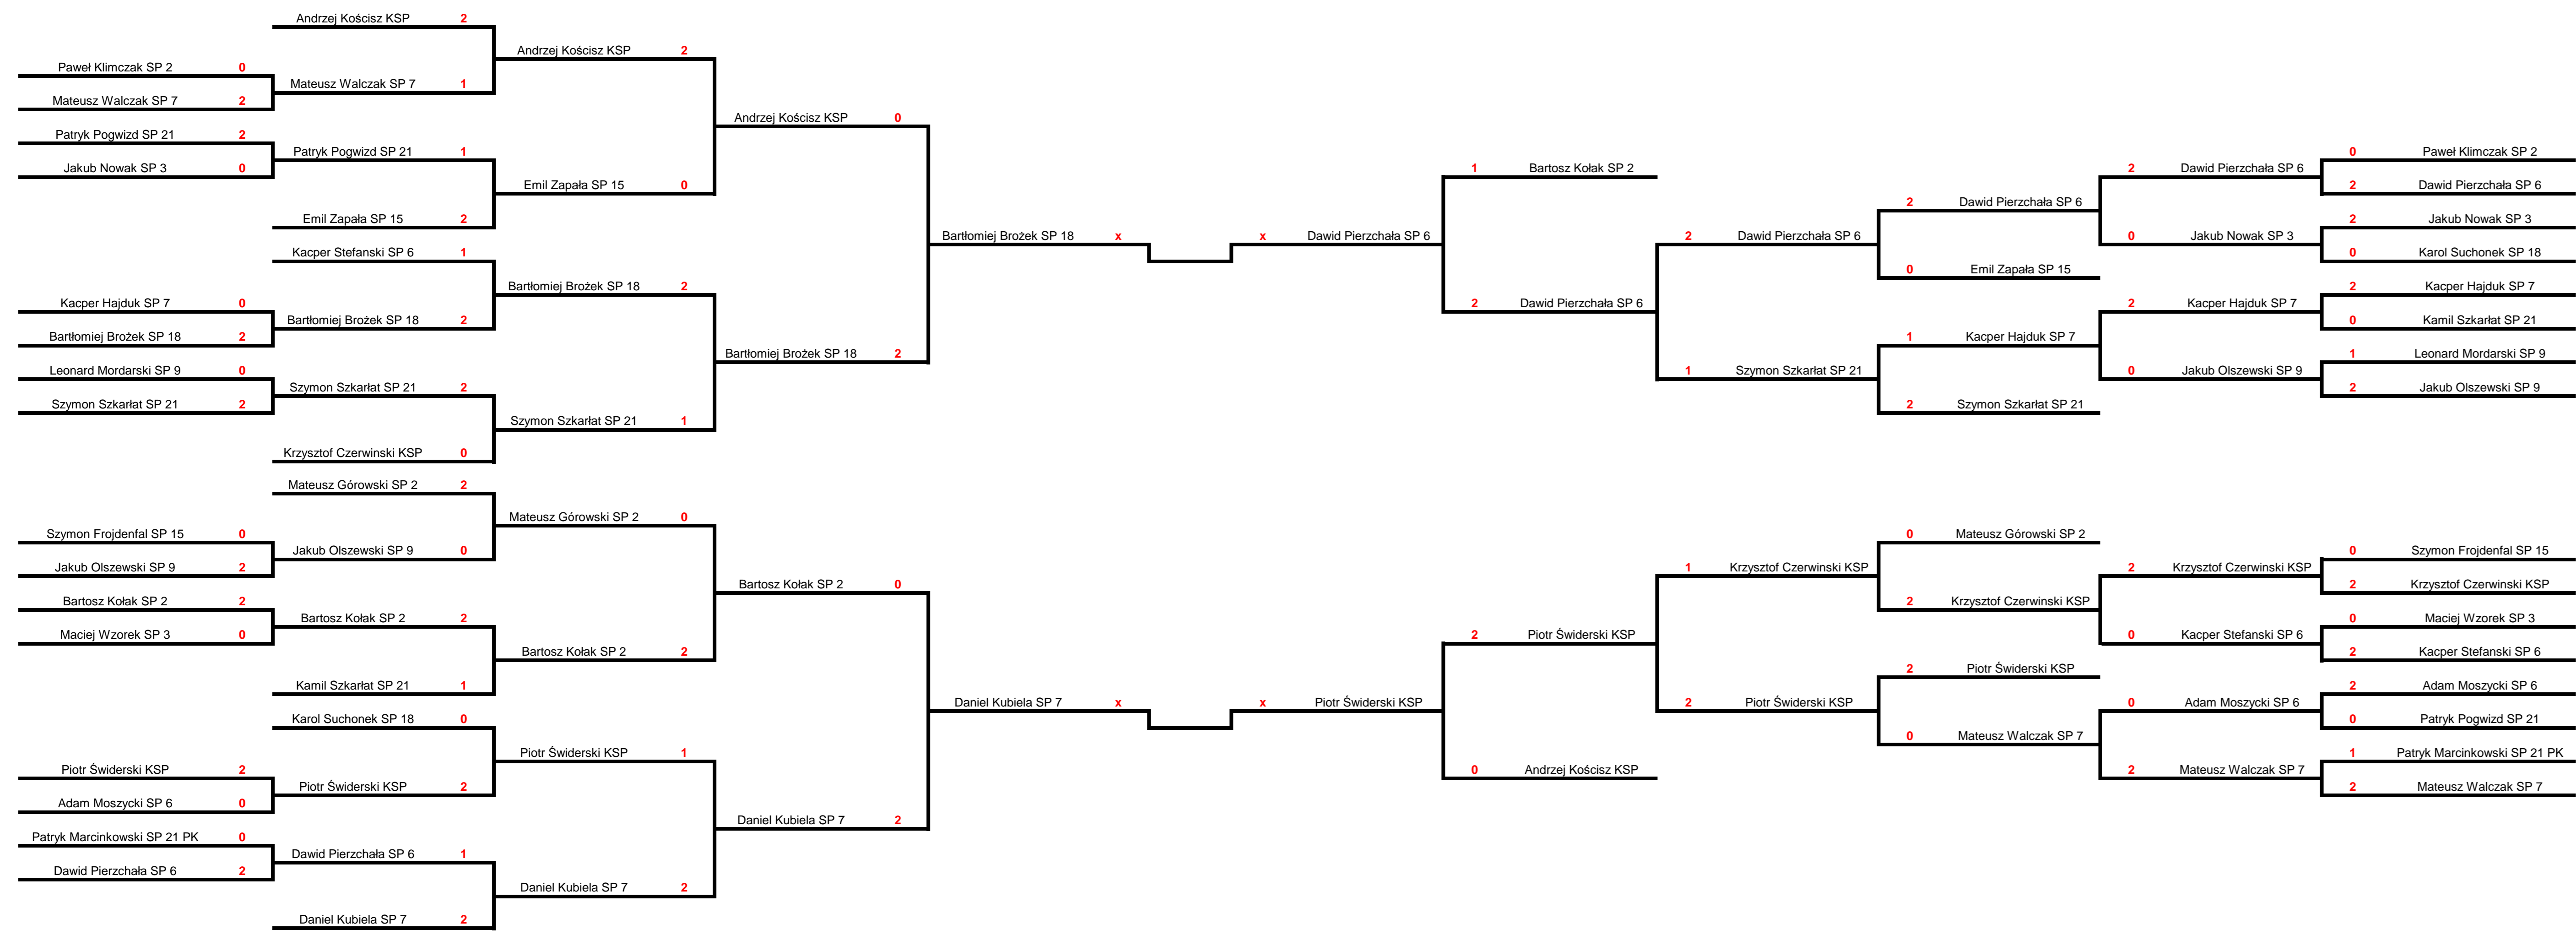 Andrzej Kościsz KSP 2
Paweł Klimczak SP 2 0
Mateusz Walczak SP 7 2
Patryk Pogwizd SP 21 2
Jakub Nowak SP 3 0
Mateusz Walczak SP 7 1
Patryk Pogwizd SP 21 1
Emil Zapała SP 15 2
Kacper Stefanski SP 6 1
Kacper Hajduk SP 7 0
Bartłomiej Brożek SP 18 2
Leonard Mordarski SP 9 0
Szymon Szkarłat SP 21 2
Bartłomiej Brożek SP 18 2
Szymon Szkarłat SP 21 2
Krzysztof Czerwinski KSP 0
Mateusz Górowski SP 2 2
Szymon Frojdenfal SP 15 0
Jakub Olszewski SP 9 2
Bartosz Kołak SP 2 2
Maciej Wzorek SP 3 0
Jakub Olszewski SP 9 0
Bartosz Kołak SP 2 2
Kamil Szkarłat SP 21 1
Karol Suchonek SP 18 0
Piotr Świderski KSP 2
Adam Moszycki SP 6 0
Patryk Marcinkowski SP 21 PK 0
Dawid Pierzchała SP 6 2
Piotr Świderski KSP 2
Dawid Pierzchała SP 6 1
Daniel Kubiela SP 7 2
Andrzej Kościsz KSP 2
Emil Zapała SP 15 0
Bartłomiej Brożek SP 18 2
Szymon Szkarłat SP 21 1
Mateusz Górowski SP 2 0
Bartosz Kołak SP 2 2
Piotr Świderski KSP 1
Daniel Kubiela SP 7 2
Andrzej Kościsz KSP 0
Bartłomiej Brożek SP 18 2
Bartosz Kołak SP 2 0
Daniel Kubiela SP 7 2
Bartłomiej Brożek SP 18 x
Daniel Kubiela SP 7 x
x Dawid Pierzchała SP 6
x Piotr Świderski KSP
1 Bartosz Kołak SP 2
2 Dawid Pierzchała SP 6
2 Piotr Świderski KSP
0 Andrzej Kościsz KSP
2 Dawid Pierzchała SP 6
1 Szymon Szkarłat SP 21
1 Krzysztof Czerwinski KSP
2 Piotr Świderski KSP
2 Dawid Pierzchała SP 6
0 Emil Zapała SP 15
1 Kacper Hajduk SP 7
2 Szymon Szkarłat SP 21
0 Mateusz Górowski SP 2
2 Krzysztof Czerwinski KSP
2 Piotr Świderski KSP
0 Mateusz Walczak SP 7
2 Dawid Pierzchała SP 6
0 Jakub Nowak SP 3
2 Kacper Hajduk SP 7
0 Jakub Olszewski SP 9
2 Krzysztof Czerwinski KSP
0 Kacper Stefanski SP 6
0 Adam Moszycki SP 6
2 Mateusz Walczak SP 7
0 Paweł Klimczak SP 2
2 Dawid Pierzchała SP 6
2 Jakub Nowak SP 3
0 Karol Suchonek SP 18
2 Kacper Hajduk SP 7
0 Kamil Szkarłat SP 21
1 Leonard Mordarski SP 9
2 Jakub Olszewski SP 9
0 Szymon Frojdenfal SP 15
2 Krzysztof Czerwinski KSP
0 Maciej Wzorek SP 3
2 Kacper Stefanski SP 6
2 Adam Moszycki SP 6
0 Patryk Pogwizd SP 21
1 Patryk Marcinkowski SP 21 PK
2 Mateusz Walczak SP 7